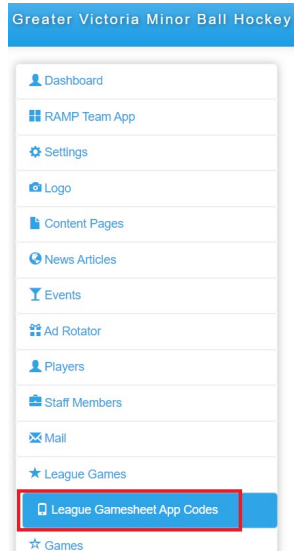 Greater Victoria Minor Ball Hockey
Dashboard
RAMP Team App
Settings
Logo
Content Pages
News Articles
Events
Ad Rotator
Players
Staff Members
Mail
League Games
League Gamesheet App Codes
Games